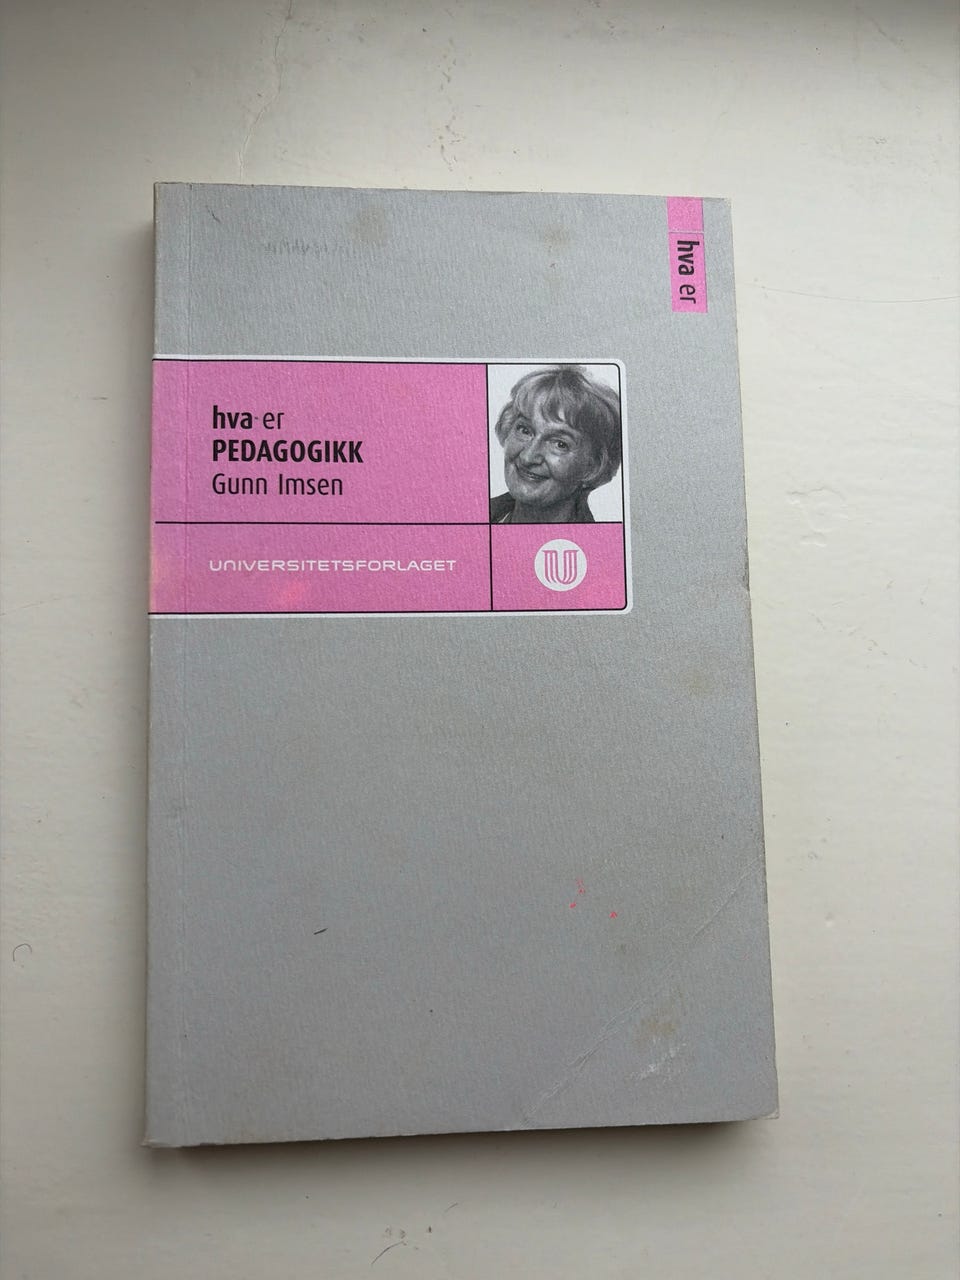 hva er
hva er
PEDAGOGIKK
Gunn Imsen
UNIVERSITETSFORLAGET
U